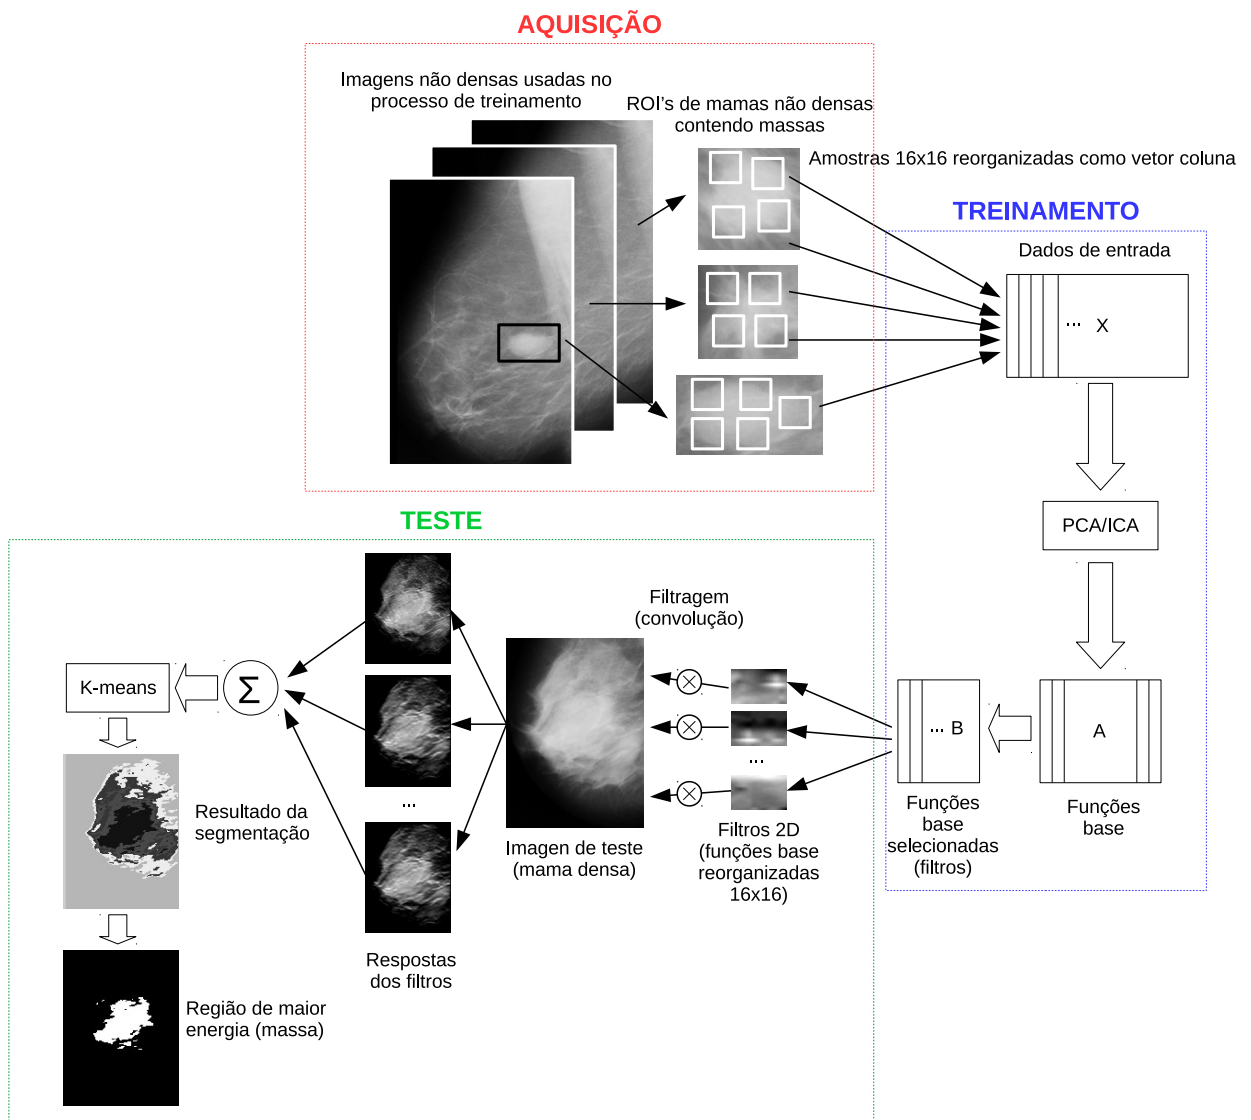 AQUISIÇÃO
Imagens não densas usadas no
processo de treinamento
ROI's de mamas não densas
contendo massas
Amostras 16x16 reorganizadas como vetor coluna
TREINAMENTO
Dados de entrada
... X
PCA/ICA
A
Funções
base
... B
Funções
base
selecionadas
(filtros)
TESTE
Filtragem
(convolução)
...
Filtros 2D
(funções base
reorganizadas
16x16)
Imagen de teste
(mama densa)
...
Respostas
dos filtros
Σ
K-means
Resultado da
segmentação
Região de maior
energia (massa)